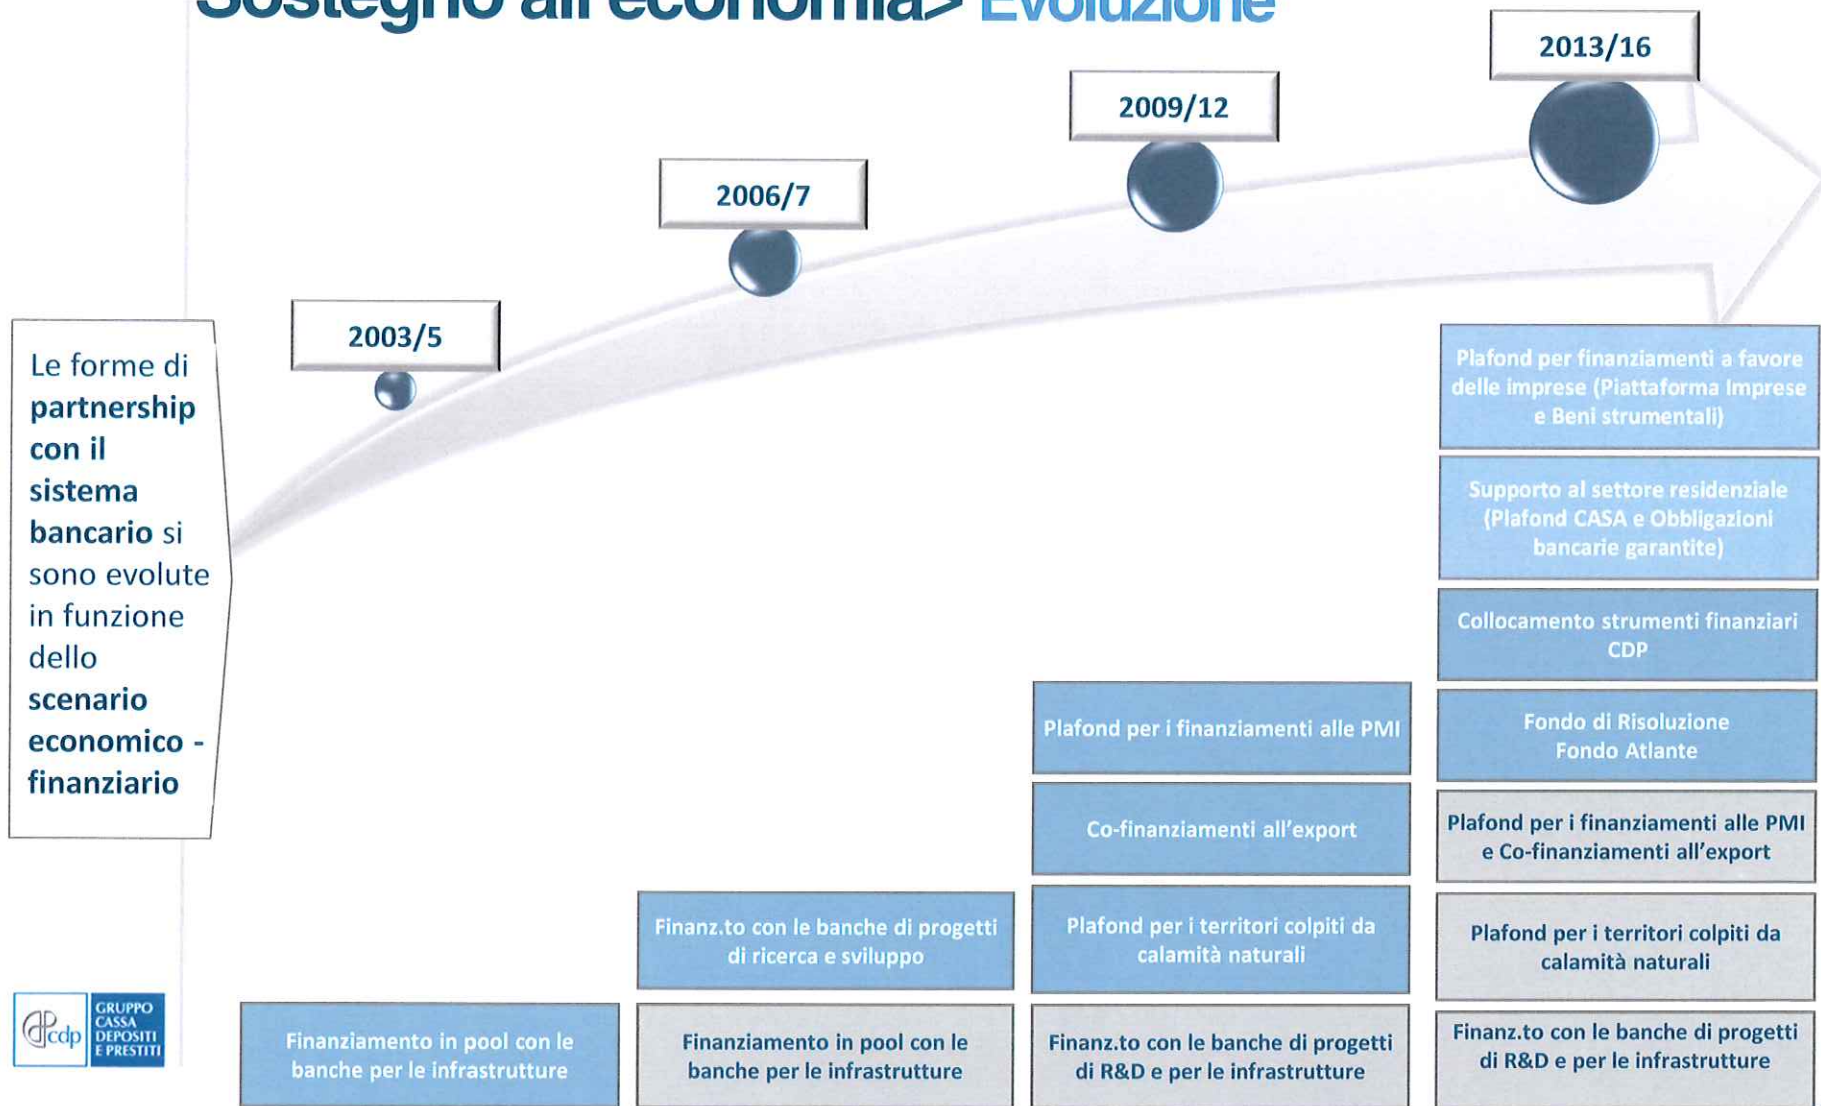 Sostegno all'economia> Evoluzione
2013/16
2009/12
2006/7
2003/5
Le forme di
partnership
con il
sistema
bancario si
sono evolute
in funzione
dello
scenario
economico -
finanziario
Finanziamento in pool con le
banche per le infrastrutture
Finanz.to con le banche di progetti
di ricerca e sviluppo
Finanziamento in pool con le
banche per le infrastrutture
Plafond per i finanziamenti alle PMI
Co-finanziamenti all'export
Plafond per i territori colpiti da
calamità naturali
Finanz.to con le banche di progetti
di R&D e per le infrastrutture
Plafond per finanziamenti a favore
delle imprese (Piattaforma Imprese
e Beni strumentali)
Supporto al settore residenziale
(Plafond CASA e Obbligazioni
bancarie garantite)
Collocamento strumenti finanziari
CDP
Fondo di Risoluzione
Fondo Atlante
Plafond per i finanziamenti alle PMI
e Co-finanziamenti all'export
Plafond per i territori colpiti da
calamità naturali
Finanz.to con le banche di progetti
di R&D e per le infrastrutture
cdp
GRUPPO
CASSA
DEPOSITI
E PRESTITI